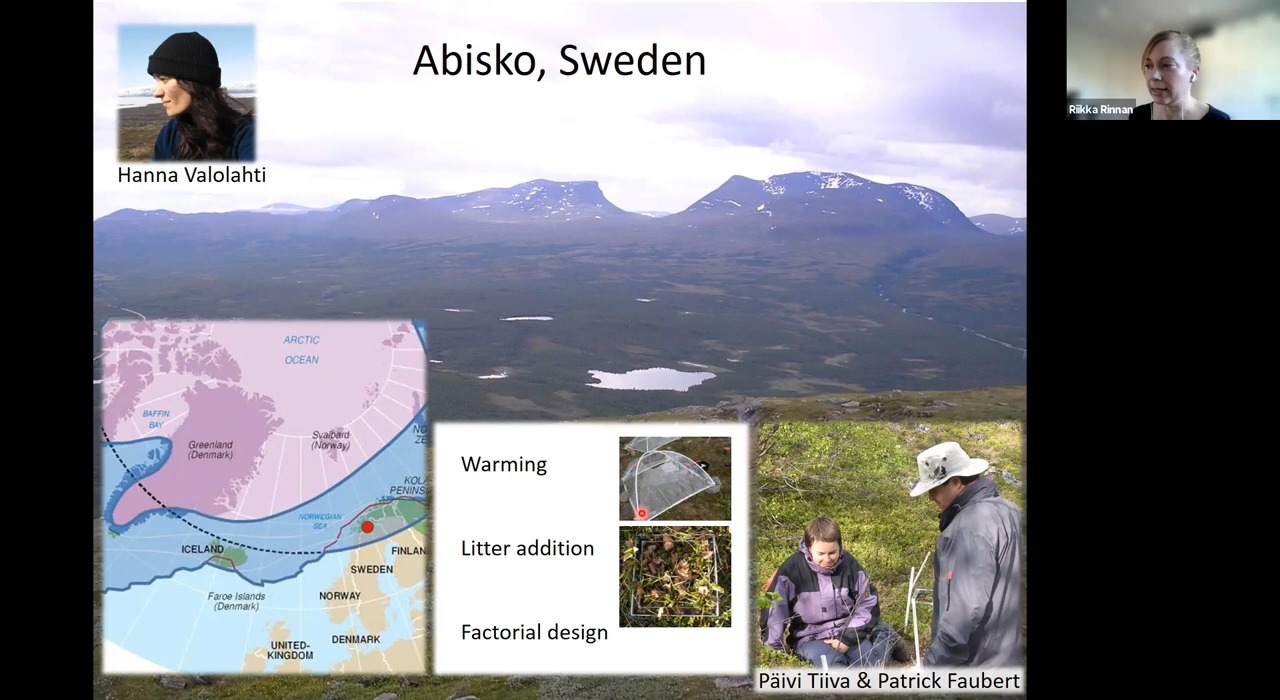 Abisko, Sweden
Riikka Rinnan
Hanna Valolahti
ARCTIC
OCEAN
BAFFIN
BAY
Greenland
(Denmark)
Svalbard
(Norway)
NORWEGIAN
SEA
ICELAND
Faroe Islands
(Denmark)
SWEDEN
NORWAY
DENMARK
UNITED-
KINGDOM
Warming
Litter addition
Factorial design
Päivi Tiiva & Patrick Faubert